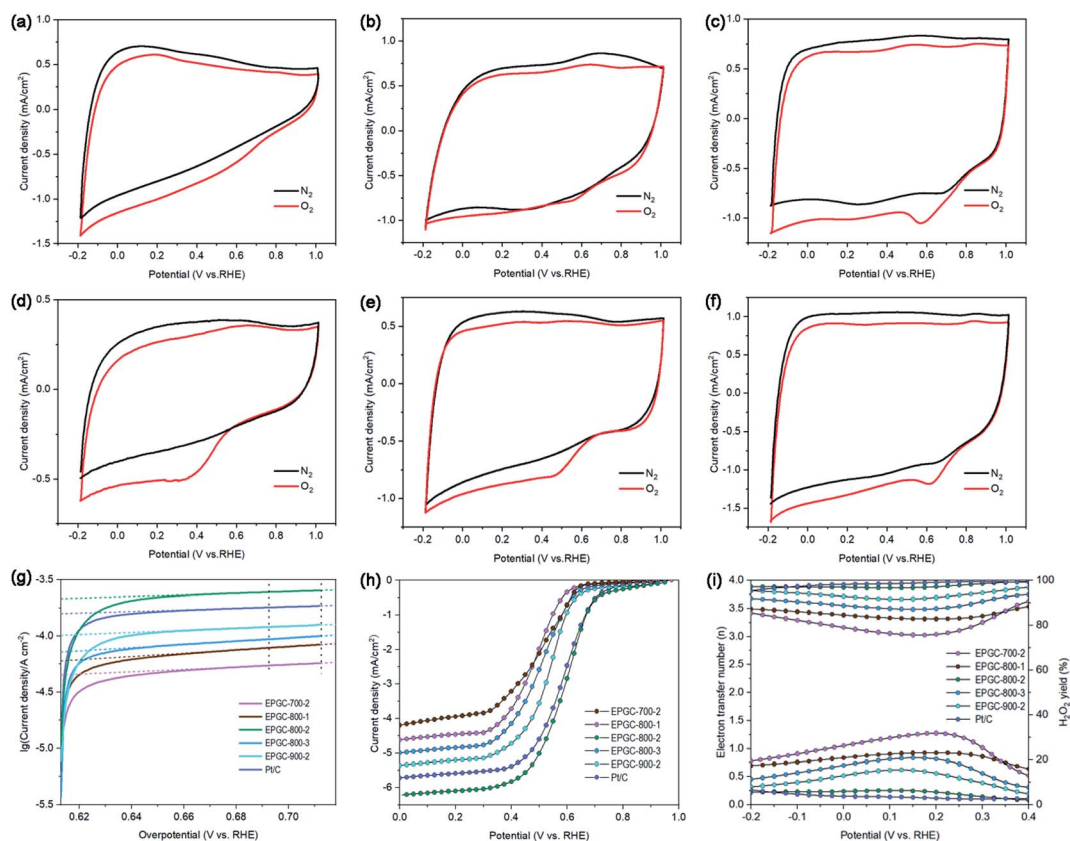 (a)
1.0
0.5
0.0
-0.5
-1.0
-1.5
Current density (mA/cm²)
N₂
O₂
-0.2 0.0 0.2 0.4 0.6 0.8 1.0
Potential (V vs.RHE)
(b)
1.0
0.5
0.0
-0.5
-1.0
Current density (mA/cm²)
N₂
O₂
-0.2 0.0 0.2 0.4 0.6 0.8 1.0
Potential (V vs.RHE)
(c)
1.0
0.5
0.0
-0.5
-1.0
Current density (mA/cm²)
N₂
O₂
-0.2 0.0 0.2 0.4 0.6 0.8 1.0
Potential (V vs.RHE)
(d)
0.5
0.0
-0.5
Current density (mA/cm²)
N₂
O₂
-0.2 0.0 0.2 0.4 0.6 0.8 1.0
Potential (V vs.RHE)
(e)
0.5
0.0
-0.5
-1.0
Current density (mA/cm²)
N₂
O₂
-0.2 0.0 0.2 0.4 0.6 0.8 1.0
Potential (V vs.RHE)
(f)
1.0
0.5
0.0
-0.5
-1.0
-1.5
Current density (mA/cm²)
N₂
O₂
-0.2 0.0 0.2 0.4 0.6 0.8 1.0
Potential (V vs.RHE)
(g)
-3.5
-4.0
-4.5
-5.0
-5.5
lg(Current density/A cm⁻²)
EPGC-700-2
EPGC-800-1
EPGC-800-2
EPGC-800-3
EPGC-900-2
Pt/C
0.62 0.64 0.66 0.68 0.70
Overpotential (V vs. RHE)
(h)
0
-1
-2
-3
-4
-5
-6
Curent density (mA/cm²)
EPGC-700-2
EPGC-800-1
EPGC-800-2
EPGC-800-3
EPGC-900-2
Pt/C
0.0 0.2 0.4 0.6 0.8 1.0
Potential (V vs.RHE)
(i)
4.0
3.5
3.0
2.5
2.0
1.5
1.0
0.5
0.0
Electron transfer number (n)
EPGC-700-2
EPGC-800-1
EPGC-800-2
EPGC-800-3
EPGC-900-2
Pt/C
100
80
60
40
20
0
H₂O₂ yield (%)
-0.2 -0.1 0.0 0.1 0.2 0.3 0.4
Potential (V vs. RHE)